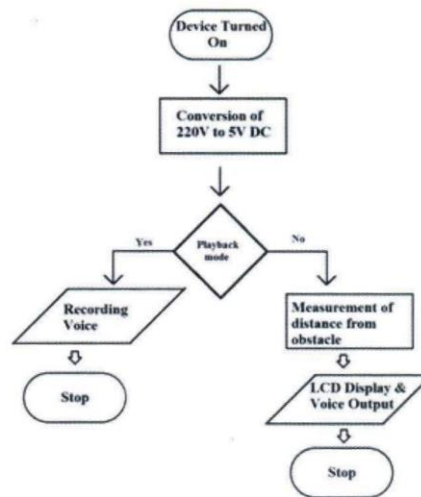 Device Turned
On
Conversion of
220V to 5V DC
Playback
mode
Yes
No
Recording
Voice
Stop
Measurement of
distance from
obstacle
LCD Display &
Voice Output
Stop